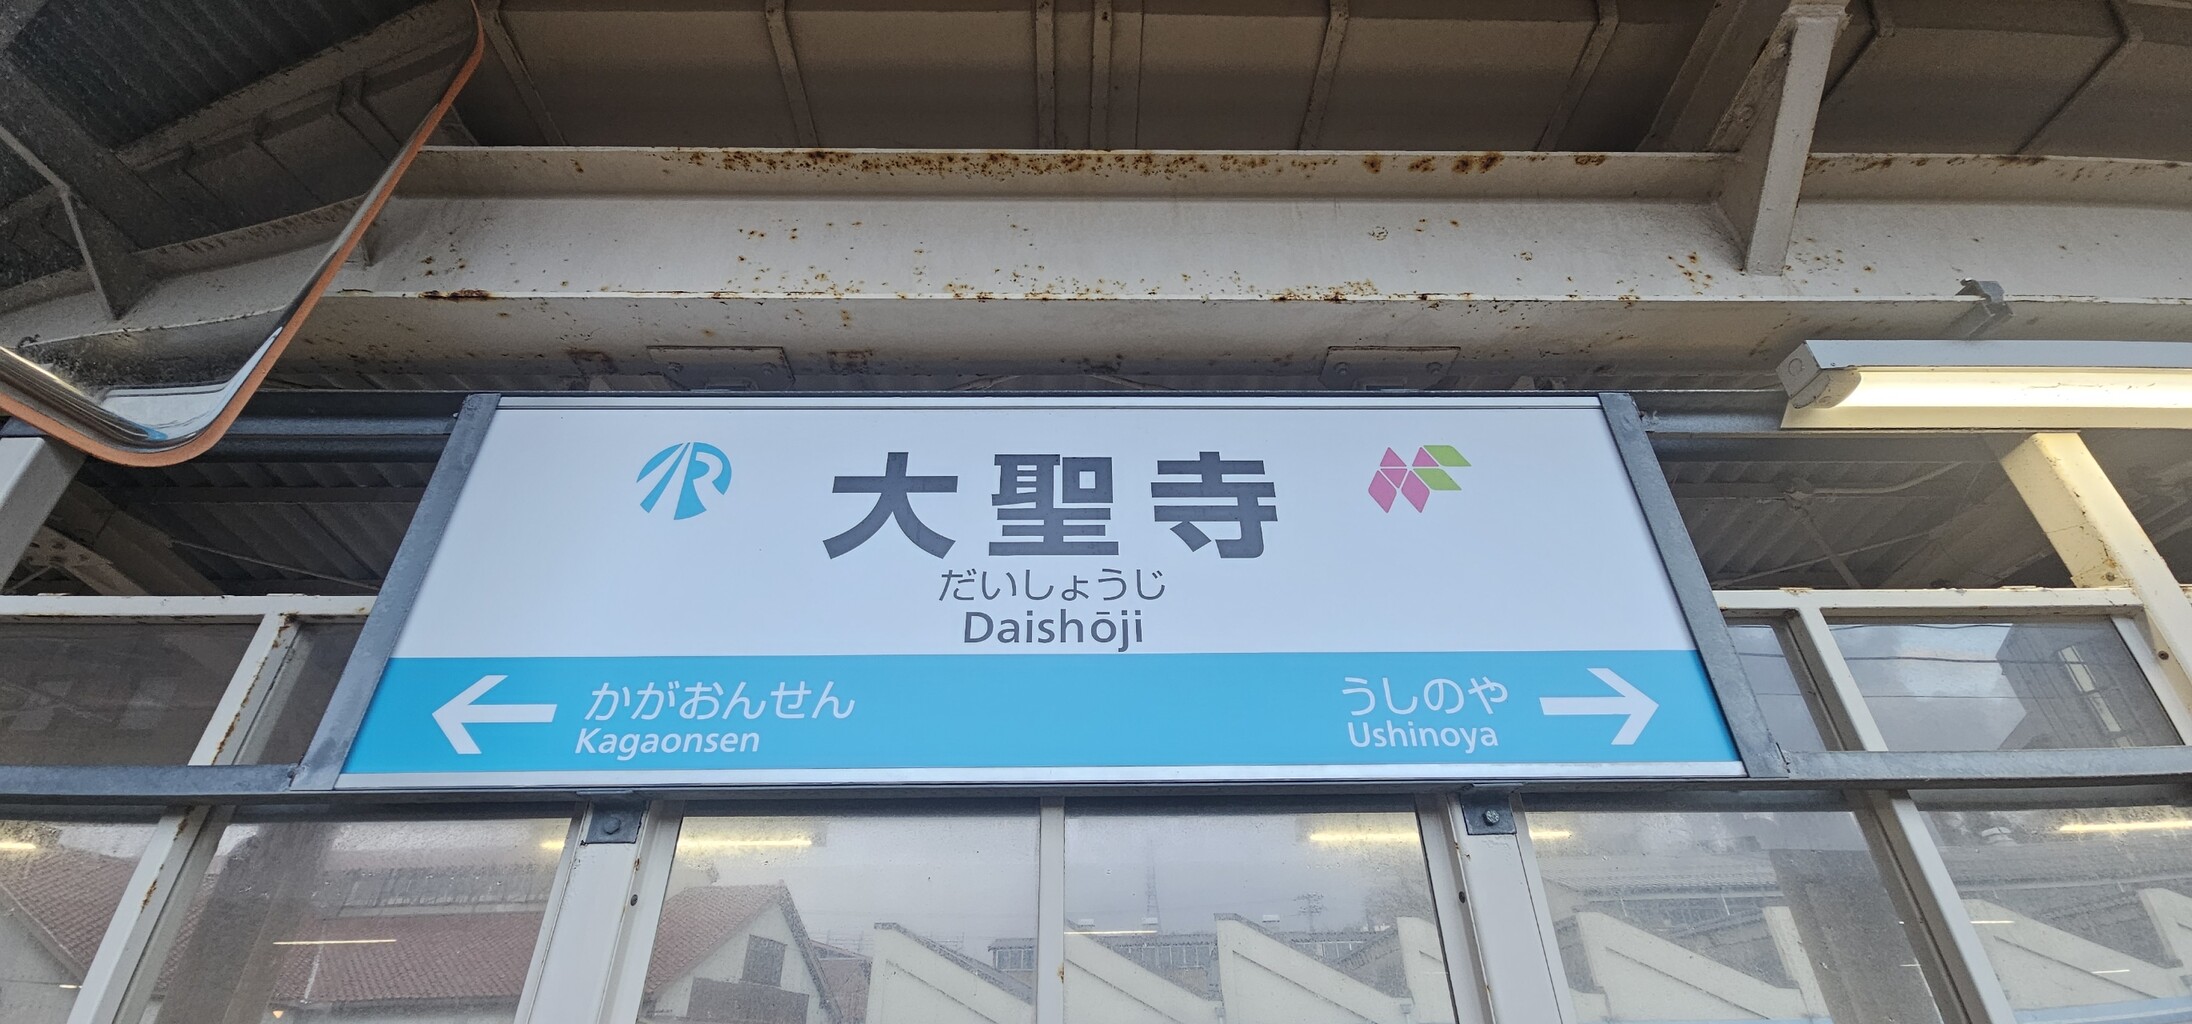 大聖寺
だいしょうじ
Daishōji
← かがおんせん
Kagaonsen
うしのや →
Ushinoya